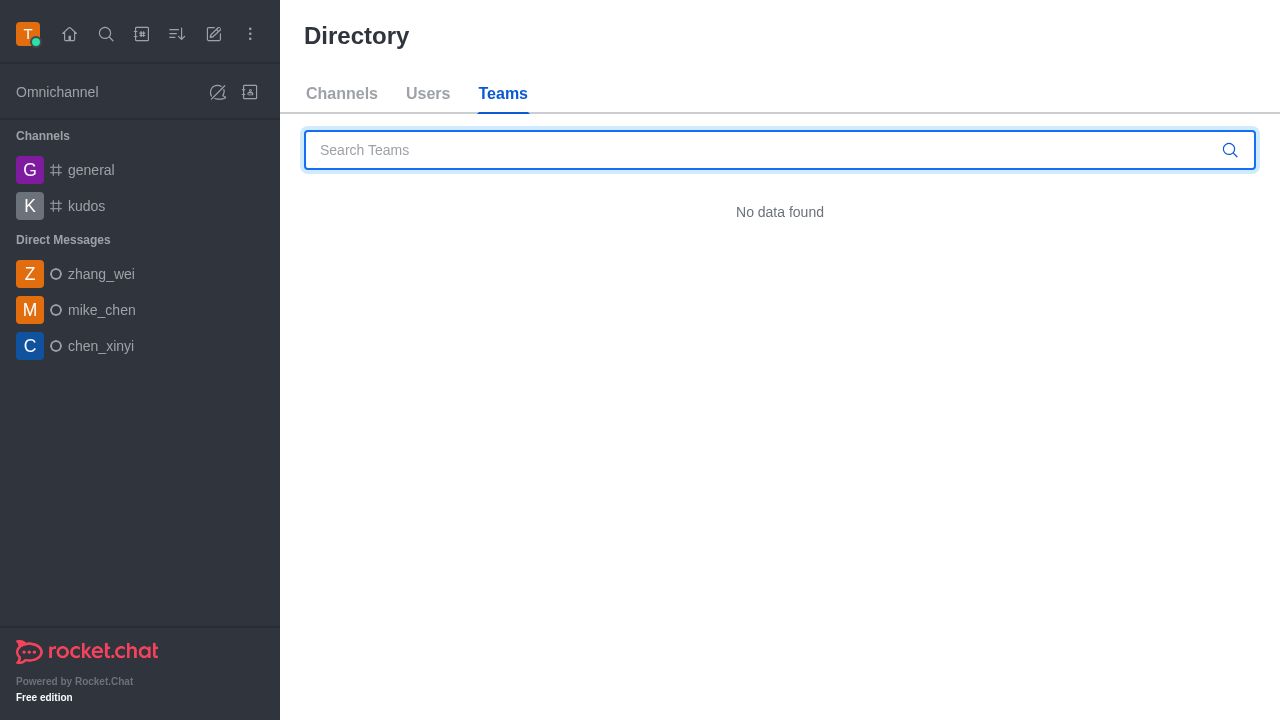 T
Directory
Channels
Users
Teams
Omnichannel
Search Teams
Channels
G
general
K
kudos
No data found
Direct Messages
Z
zhang_wei
M
mike_chen
C
chen_xinyi
rocket.chat
Powered by Rocket.Chat
Free edition